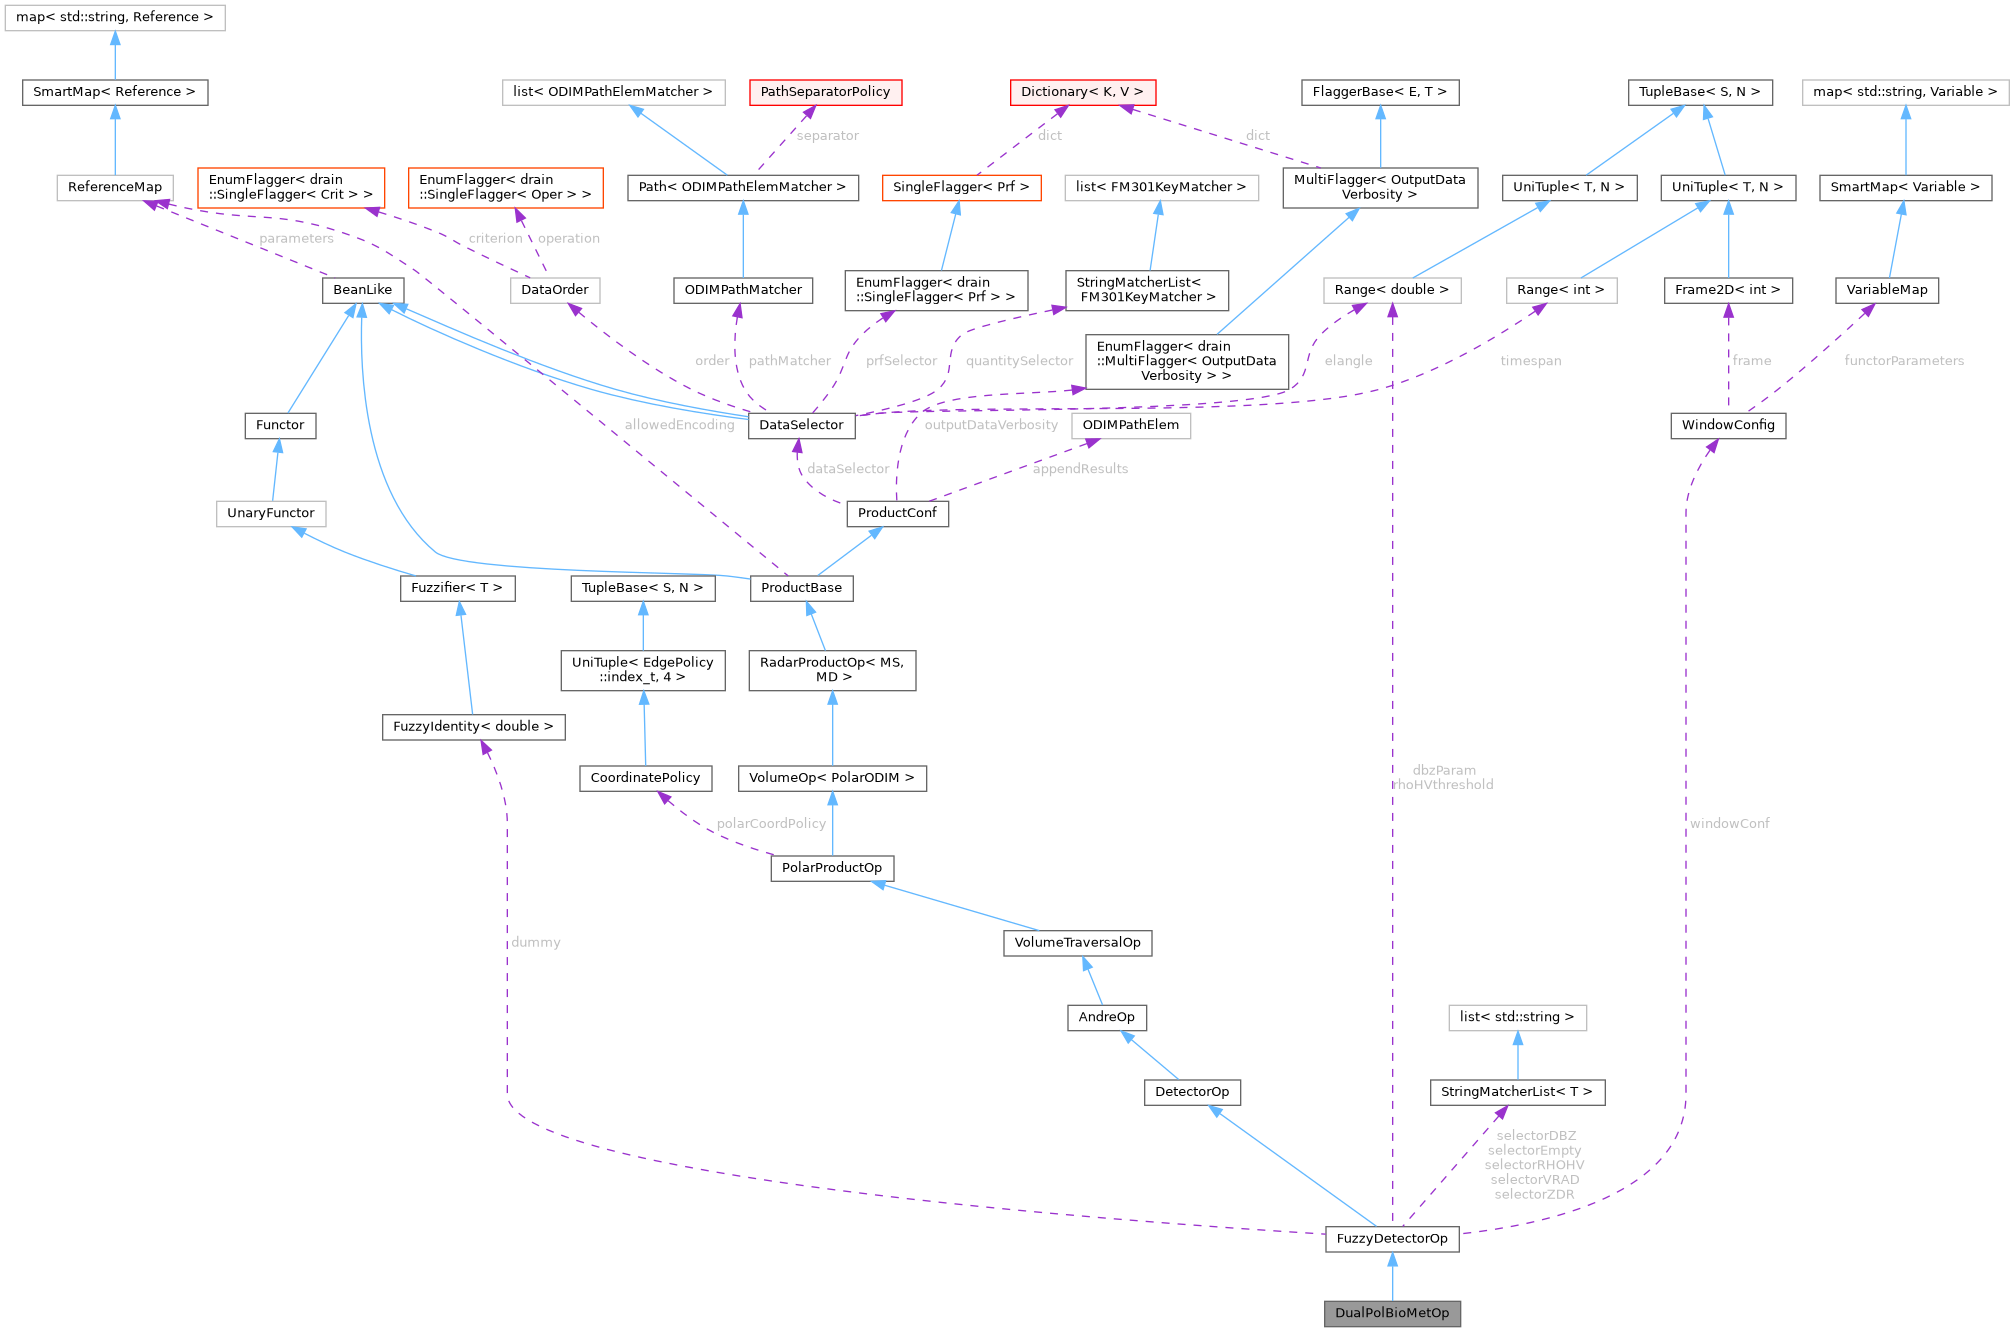 map< std::string, Reference >
SmartMap< Reference >
list< ODIMPathElemMatcher >
PathSeparatorPolicy
Dictionary< K, V >
FlaggerBase< E, T >
TupleBase< S, N >
map< std::string, Variable >
separator
dict
dict
ReferenceMap
EnumFlagger< drain
::SingleFlagger< Crit > >
EnumFlagger< drain
::SingleFlagger< Oper > >
Path< ODIMPathElemMatcher >
SingleFlagger< Prf >
list< FM301KeyMatcher >
MultiFlagger< OutputData
Verbosity >
UniTuple< T, N >
UniTuple< T, N >
SmartMap< Variable >
parameters
criterion
operation
BeanLike
DataOrder
ODIMPathMatcher
EnumFlagger< drain
::SingleFlagger< Prf > >
StringMatcherList<
FM301KeyMatcher >
Range< double >
Range< int >
Frame2D< int >
VariableMap
order
pathMatcher
prfSelector
quantitySelector
EnumFlagger< drain
::MultiFlagger< OutputData
Verbosity > >
elangle
timespan
frame
functorParameters
Functor
allowedEncoding
DataSelector
outputDataVerbosity
ODIMPathElem
WindowConfig
dataSelector
appendResults
UnaryFunctor
ProductConf
Fuzzifier< T >
TupleBase< S, N >
ProductBase
UniTuple< EdgePolicy
::index_t, 4 >
RadarProductOp< MS,
MD >
FuzzyIdentity< double >
CoordinatePolicy
VolumeOp< PolarODIM >
dbzParam
rhoHVthreshold
polarCoordPolicy
windowConf
PolarProductOp
dummy
VolumeTraversalOp
AndreOp
list< std::string >
DetectorOp
StringMatcherList< T >
selectorDBZ
selectorEmpty
selectorRHOHV
selectorVRAD
selectorZDR
FuzzyDetectorOp
DualPolBioMetOp